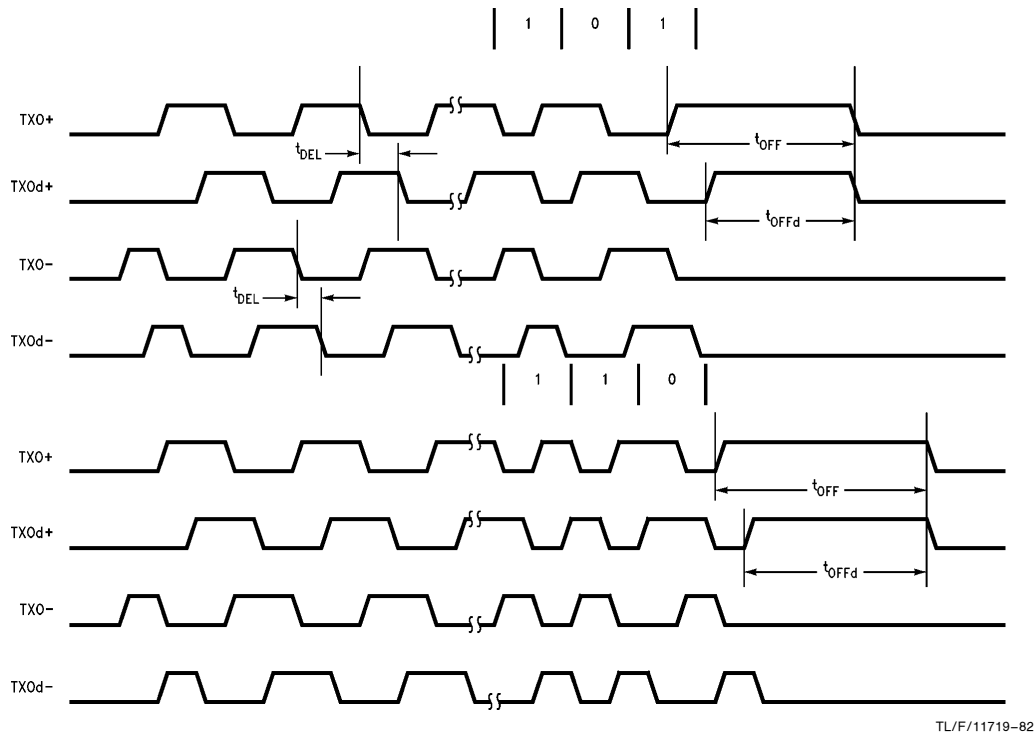 1 0 1
TXO+
tDEL
tOFF
TXOd+
tOFFd
TXO-
tDEL
TXOd-
1 1 0
TXO+
tOFF
TXOd+
tOFFd
TXO-
TXOd-
TL/F/11719-82